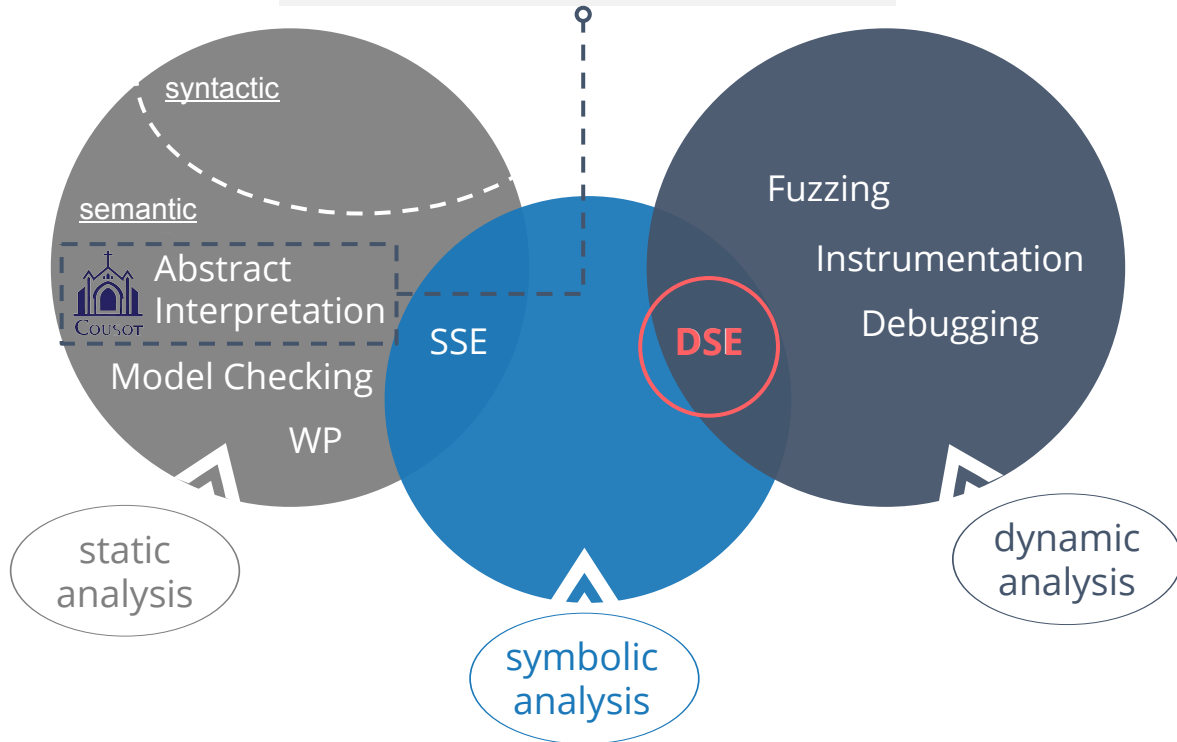 syntactic
semantic
Abstract
Interpretation
COUSOT
Model Checking
WP
SSE
DSE
Fuzzing
Instrumentation
Debugging
static
analysis
symbolic
analysis
dynamic
analysis